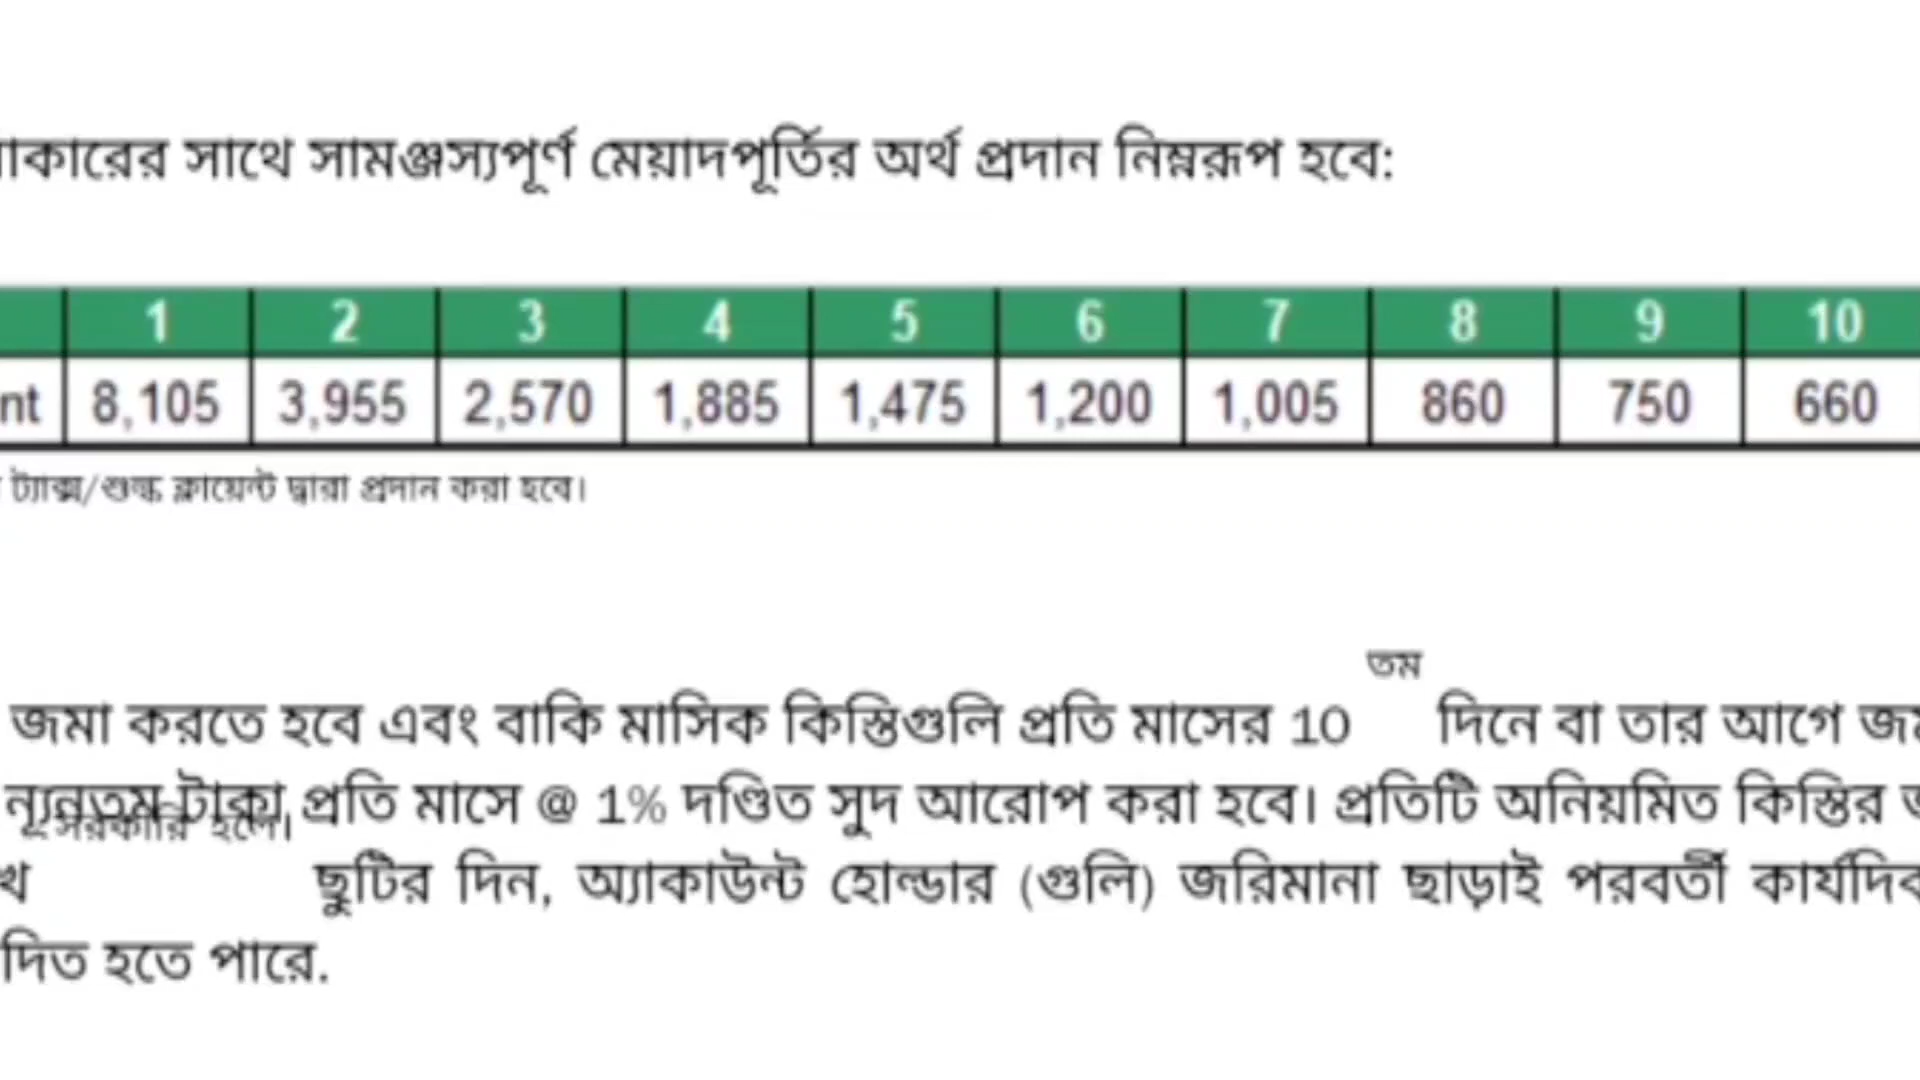 াকারের সাথে সামঞ্জস্যপূর্ণ মেয়াদপূর্তির অর্থ প্রদান নিম্নরূপ হবে:
1 2 3 4 5 6 7 8 9 10
nt 8,105 3,955 2,570 1,885 1,475 1,200 1,005 860 750 660
ট্যাক্স/শুল্ক ক্লায়েন্ট দ্বারা প্রদান করা হবে।
তম
জমা করতে হবে এবং বাকি মাসিক কিস্তিগুলি প্রতি মাসের 10 দিনে বা তার আগে
ন্যূনতম টাকা প্রতি মাসে @ 1% দণ্ডিত সুদ আরোপ করা হবে। প্রতিটি অনিয়মিত কিস্তির
সরকারি হলে।
খ ছুটির দিন, অ্যাকাউন্ট হোল্ডার (গুলি) জরিমানা ছাড়াই পরবর্তী কার্যদিব
দিত হতে পারে.